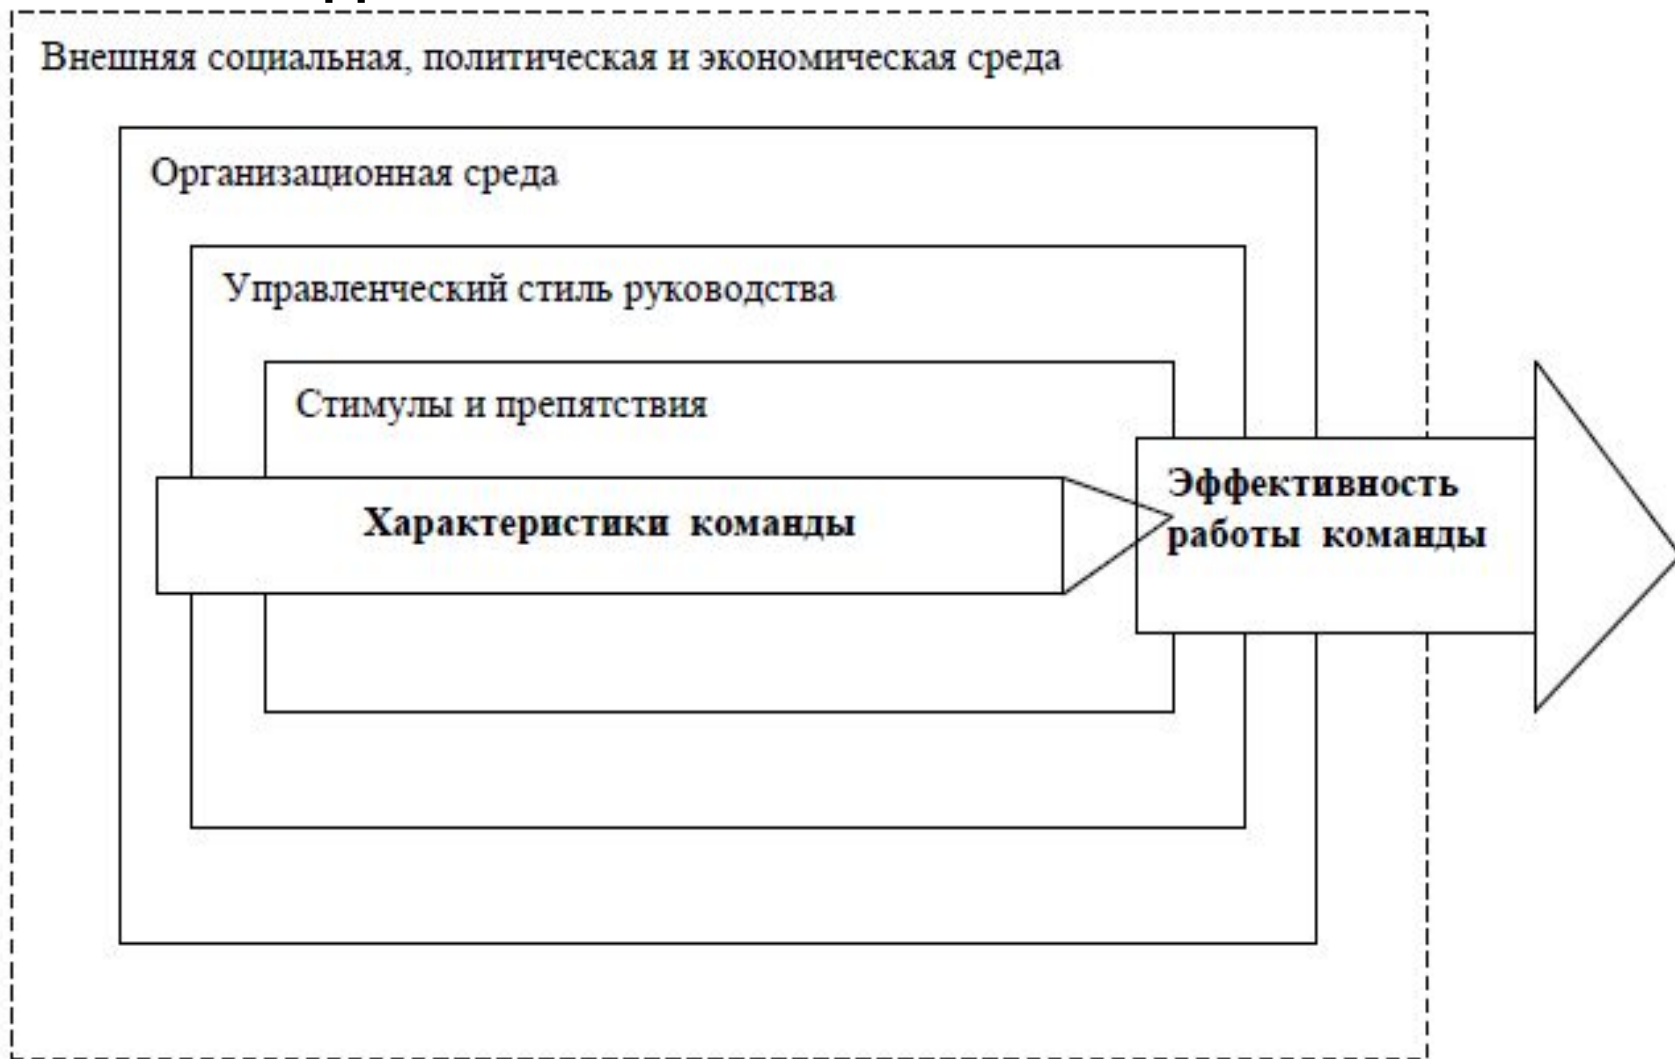 Внешняя социальная, политическая и экономическая среда
Организационная среда
Управленческий стиль руководства
Стимулы и препятствия
Характеристики команды
Эффективность
работы команды